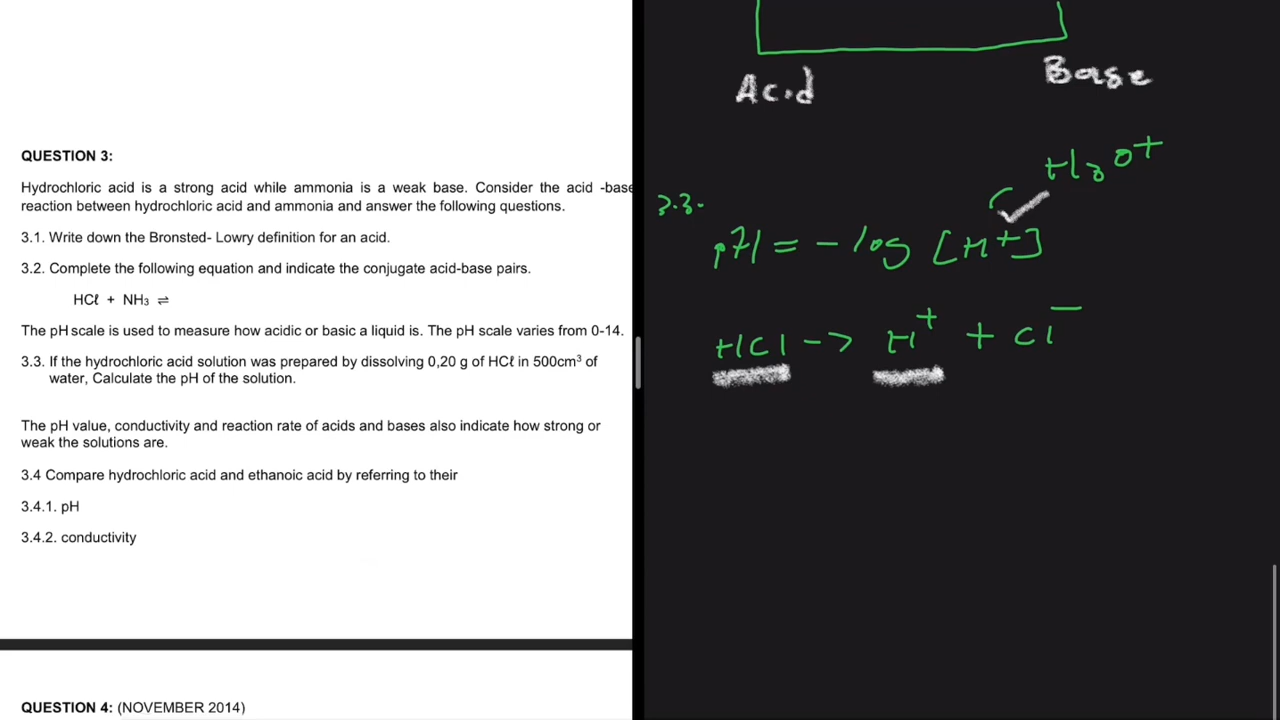 QUESTION 3:
Hydrochloric acid is a strong acid while ammonia is a weak base. Consider the acid -base
reaction between hydrochloric acid and ammonia and answer the following questions.
3.1. Write down the Bronsted- Lowry definition for an acid.
3.2. Complete the following equation and indicate the conjugate acid-base pairs.
HCℓ + NH₃ ⇌
The pH scale is used to measure how acidic or basic a liquid is. The pH scale varies from 0-14.
3.3. If the hydrochloric acid solution was prepared by dissolving 0,20 g of HCℓ in 500cm³ of
water, Calculate the pH of the solution.
The pH value, conductivity and reaction rate of acids and bases also indicate how strong or
weak the solutions are.
3.4 Compare hydrochloric acid and ethanoic acid by referring to their
3.4.1. pH
3.4.2. conductivity
QUESTION 4: (NOVEMBER 2014)
Acid
Base
H₃O⁺
3.3.
pH = - log [H⁺]
HCl -> H⁺ + Cl⁻